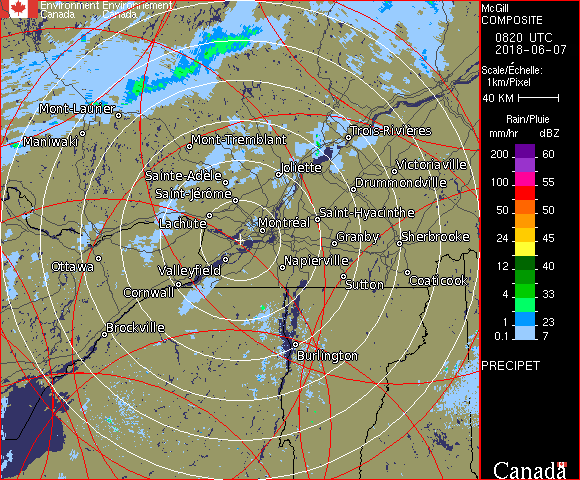 Environment Environnement
Canada Canada
Mont-Laurier
Maniwaki
Mont-Tremblant
Trois-Rivières
Sainte-Adèle
Joliette
Victoriaville
Saint-Jérôme
Drummondville
Lachute
Montréal
Saint-Hyacinthe
Granby
Sherbrooke
Ottawa
Valleyfield
Napierville
Cornwall
Sutton
Coaticook
Brockville
Burlington
McGill
COMPOSITE
0820 UTC
2018-06-07
Scale/Échelle:
1km/Pixel
40 KM
Rain/Pluie
mm/hr dBZ
200 60
100 55
50 50
24 45
12 40
4 33
1 23
0.1 7
PRECIPET
Canada